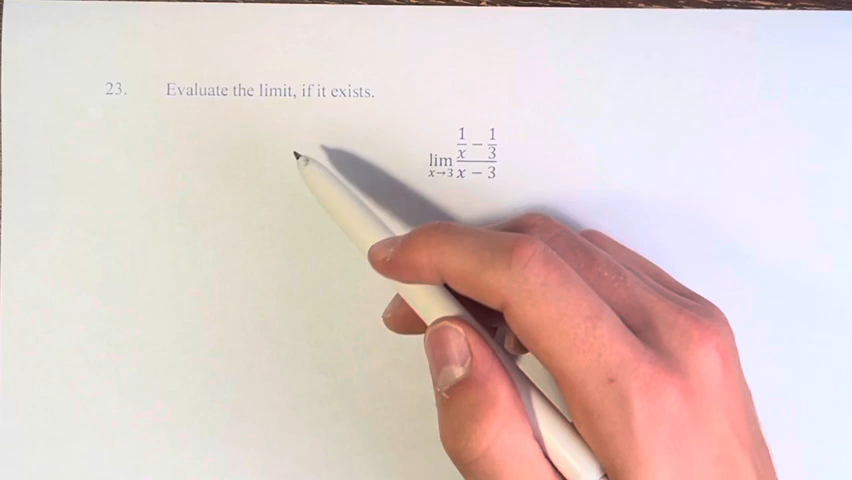 23. Evaluate the limit, if it exists.
lim x→3 (1/x − 1/3)/(x − 3)